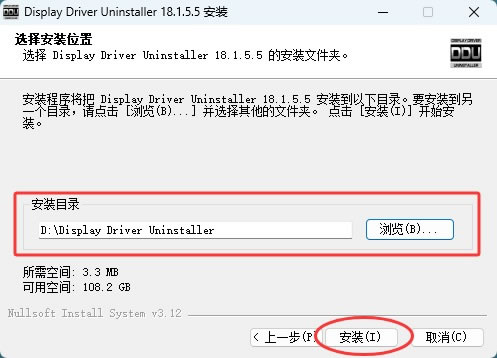 Display Driver Uninstaller 18.1.5.5 安装
选择安装位置
选择 Display Driver Uninstaller 18.1.5.5 的安装文件夹。
DISPLAY DRIVER
DDU
UNINSTALLER
安装程序将把 Display Driver Uninstaller 18.1.5.5 安装到以下目录。要安装到另
一个目录，请点击 [浏览(B)...] 并选择其他的文件夹。 点击 [安装(I)] 开始安
装。
安装目录
D:\Display Driver Uninstaller
浏览(B)...
所需空间: 3.3 MB
可用空间: 108.2 GB
Nullsoft Install System v3.12
< 上一步(P)
安装(I)
取消(C)